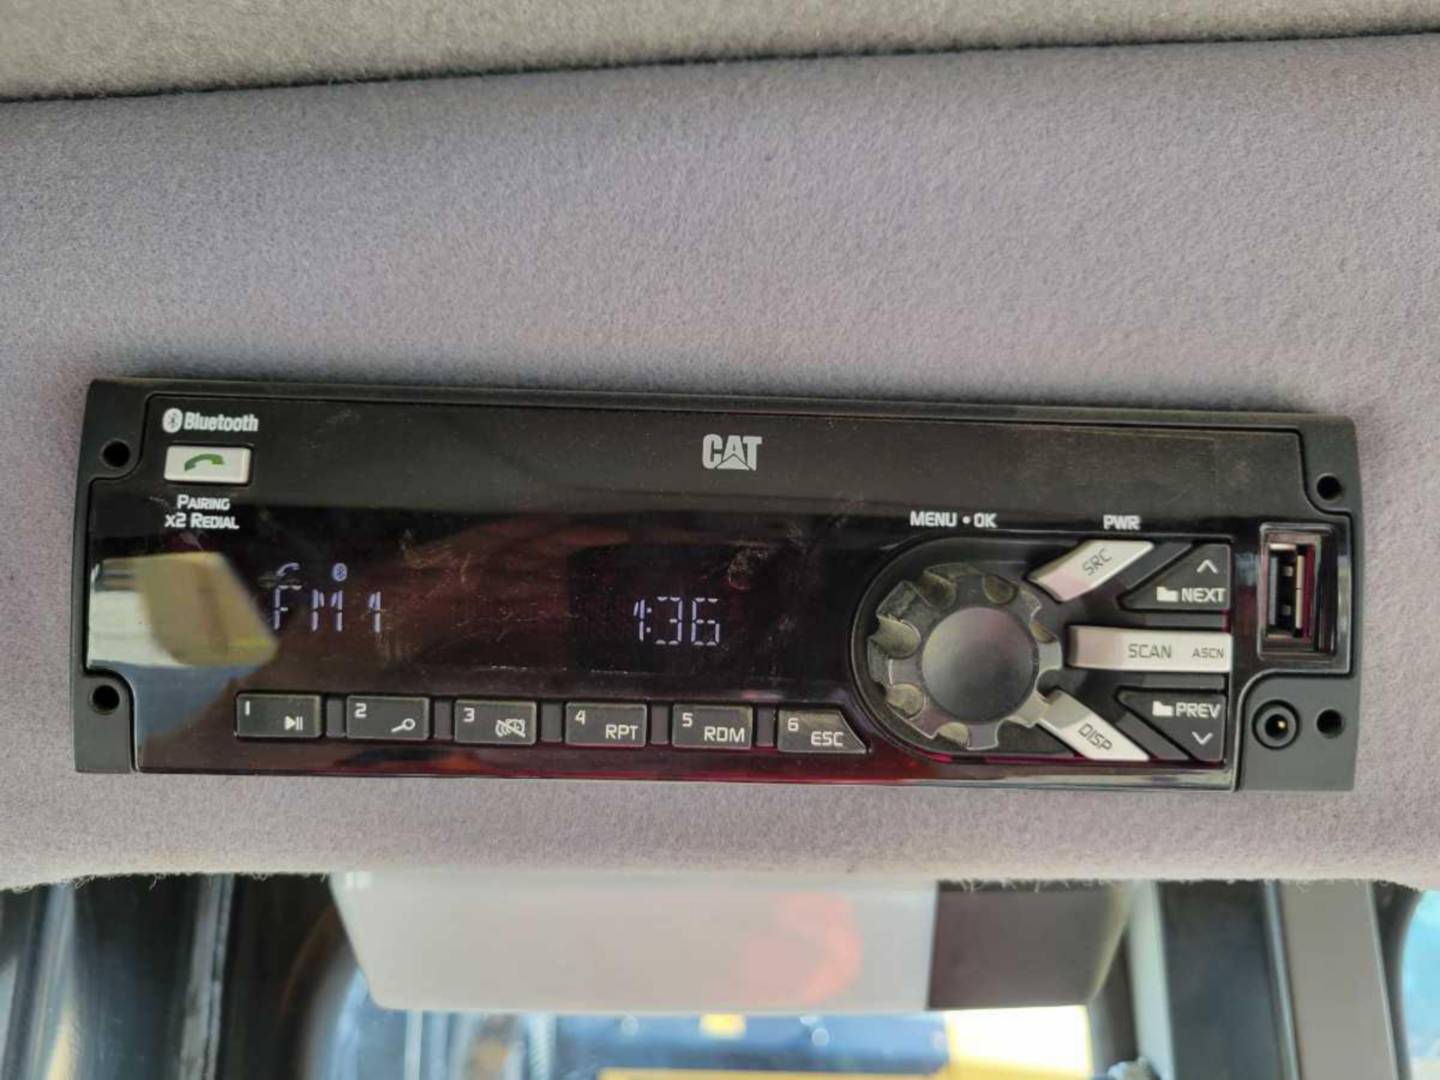 Bluetooth
CAT
PAIRING
x2 REDIAL
MENU • OK
PWR
SRC
NEXT
FM1
1:36
SCAN ASCN
PREV
DISP
1
2
3
4 RPT
5 RDM
6 ESC